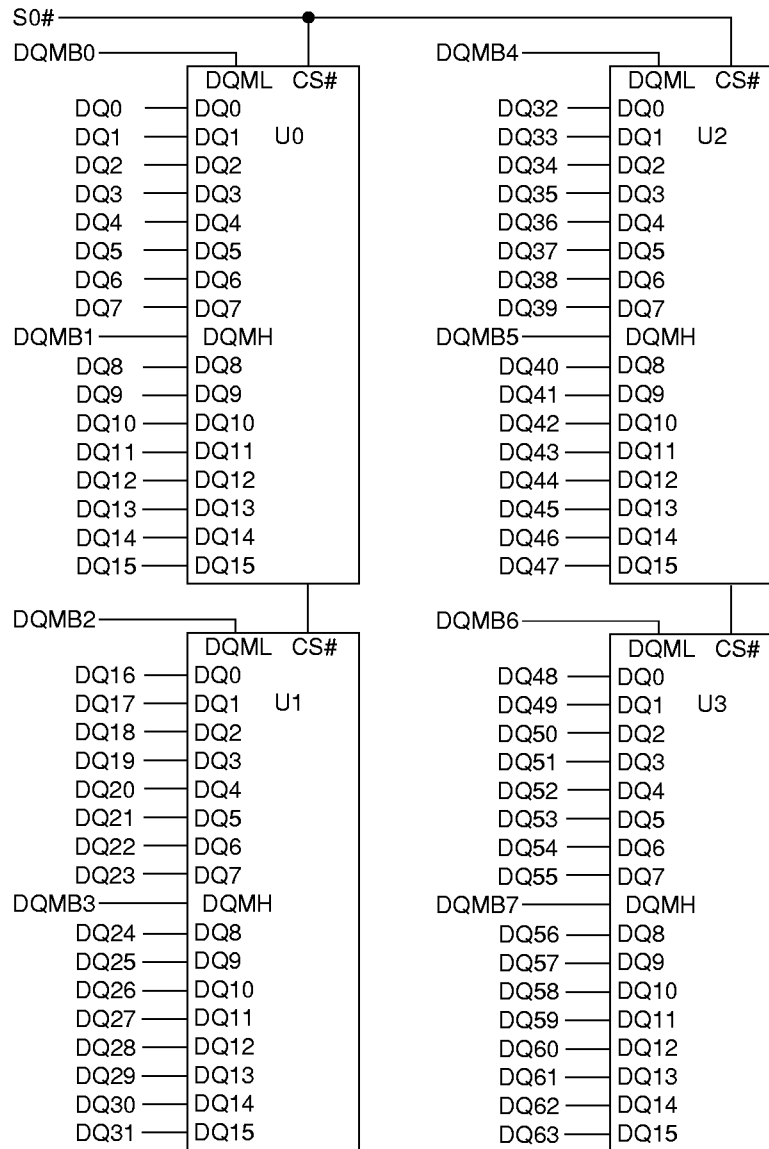 S0#
DQMB0
DQML CS#
DQ0 DQ0
DQ1 DQ1 U0
DQ2 DQ2
DQ3 DQ3
DQ4 DQ4
DQ5 DQ5
DQ6 DQ6
DQ7 DQ7
DQMB1 DQMH
DQ8 DQ8
DQ9 DQ9
DQ10 DQ10
DQ11 DQ11
DQ12 DQ12
DQ13 DQ13
DQ14 DQ14
DQ15 DQ15
DQMB2
DQML CS#
DQ16 DQ0
DQ17 DQ1 U1
DQ18 DQ2
DQ19 DQ3
DQ20 DQ4
DQ21 DQ5
DQ22 DQ6
DQ23 DQ7
DQMB3 DQMH
DQ24 DQ8
DQ25 DQ9
DQ26 DQ10
DQ27 DQ11
DQ28 DQ12
DQ29 DQ13
DQ30 DQ14
DQ31 DQ15
DQMB4
DQML CS#
DQ32 DQ0
DQ33 DQ1 U2
DQ34 DQ2
DQ35 DQ3
DQ36 DQ4
DQ37 DQ5
DQ38 DQ6
DQ39 DQ7
DQMB5 DQMH
DQ40 DQ8
DQ41 DQ9
DQ42 DQ10
DQ43 DQ11
DQ44 DQ12
DQ45 DQ13
DQ46 DQ14
DQ47 DQ15
DQMB6
DQML CS#
DQ48 DQ0
DQ49 DQ1 U3
DQ50 DQ2
DQ51 DQ3
DQ52 DQ4
DQ53 DQ5
DQ54 DQ6
DQ55 DQ7
DQMB7 DQMH
DQ56 DQ8
DQ57 DQ9
DQ58 DQ10
DQ59 DQ11
DQ60 DQ12
DQ61 DQ13
DQ62 DQ14
DQ63 DQ15